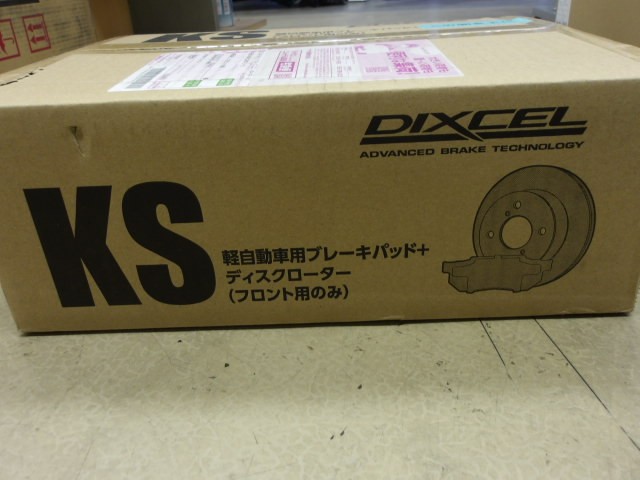 KS
DIXCEL
ADVANCED BRAKE TECHNOLOGY
KS
軽自動車用ブレーキパッド+
ディスクローター
(フロント用のみ)